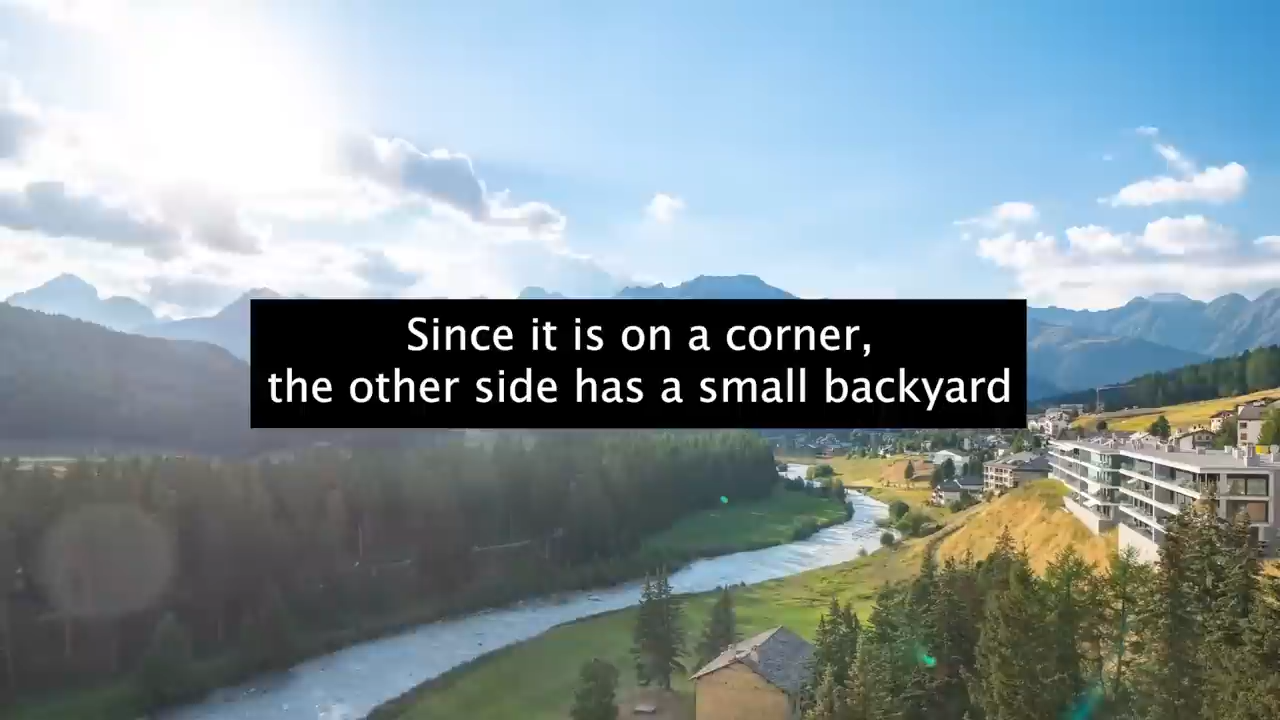 Since it is on a corner,
the other side has a small backyard